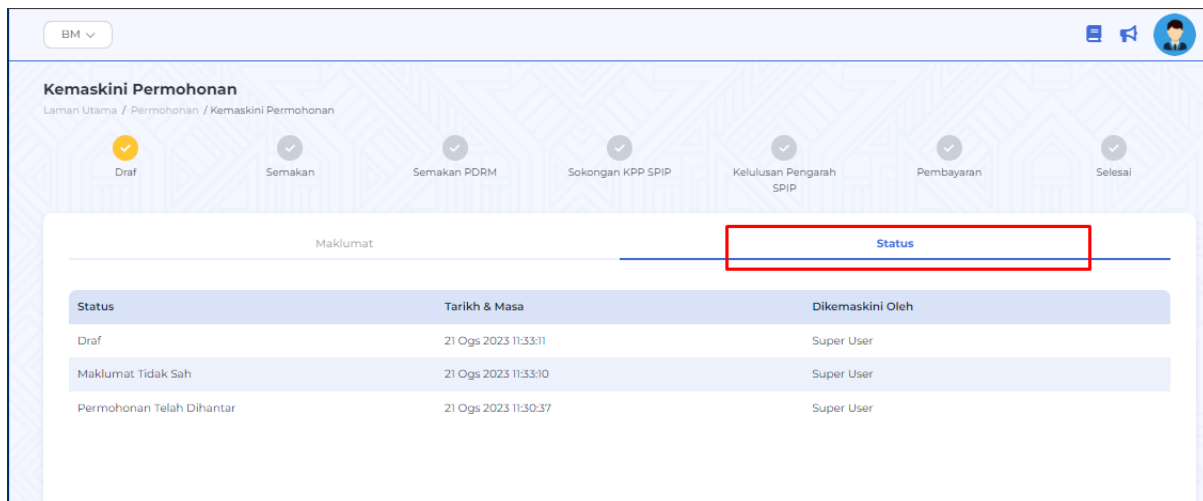 BM
Kemaskini Permohonan
Laman Utama / Permohonan / Kemaskini Permohonan
Draf
Semakan
Semakan PDRM
Sokongan KPP SPIP
Kelulusan Pengarah
SPIP
Pembayaran
Selesai
Maklumat
Status
Status Tarikh & Masa Dikemaskini Oleh
Draf 21 Ogs 2023 11:33:11 Super User
Maklumat Tidak Sah 21 Ogs 2023 11:33:10 Super User
Permohonan Telah Dihantar 21 Ogs 2023 11:30:37 Super User